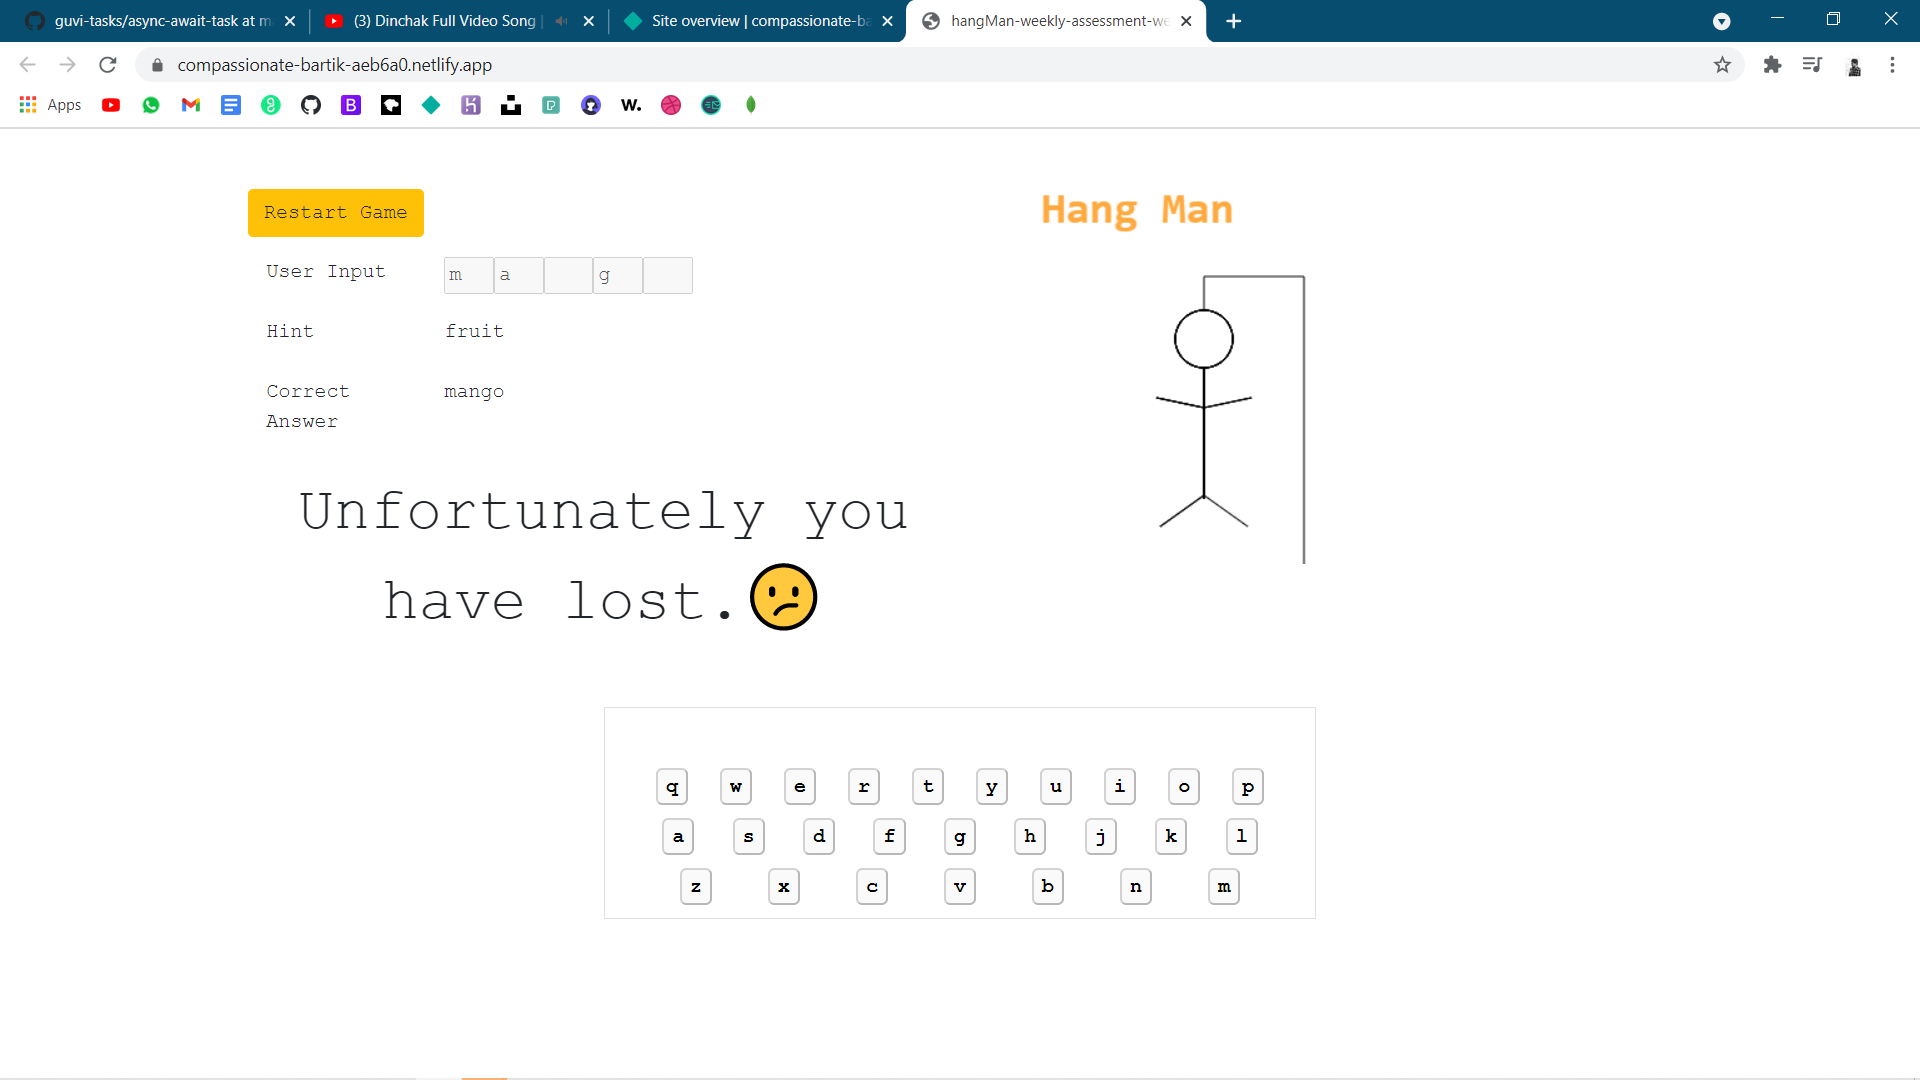 guvi-tasks/async-await-task at m
(3) Dinchak Full Video Song |
Site overview | compassionate-ba
hangMan-weekly-assessment-we
compassionate-bartik-aeb6a0.netlify.app
Apps
B
W.
Restart Game
Hang Man
User Input m a g
Hint fruit
Correct mango
Answer
Unfortunately you
have lost.
q w e r t y u i o p
a s d f g h j k l
z x c v b n m